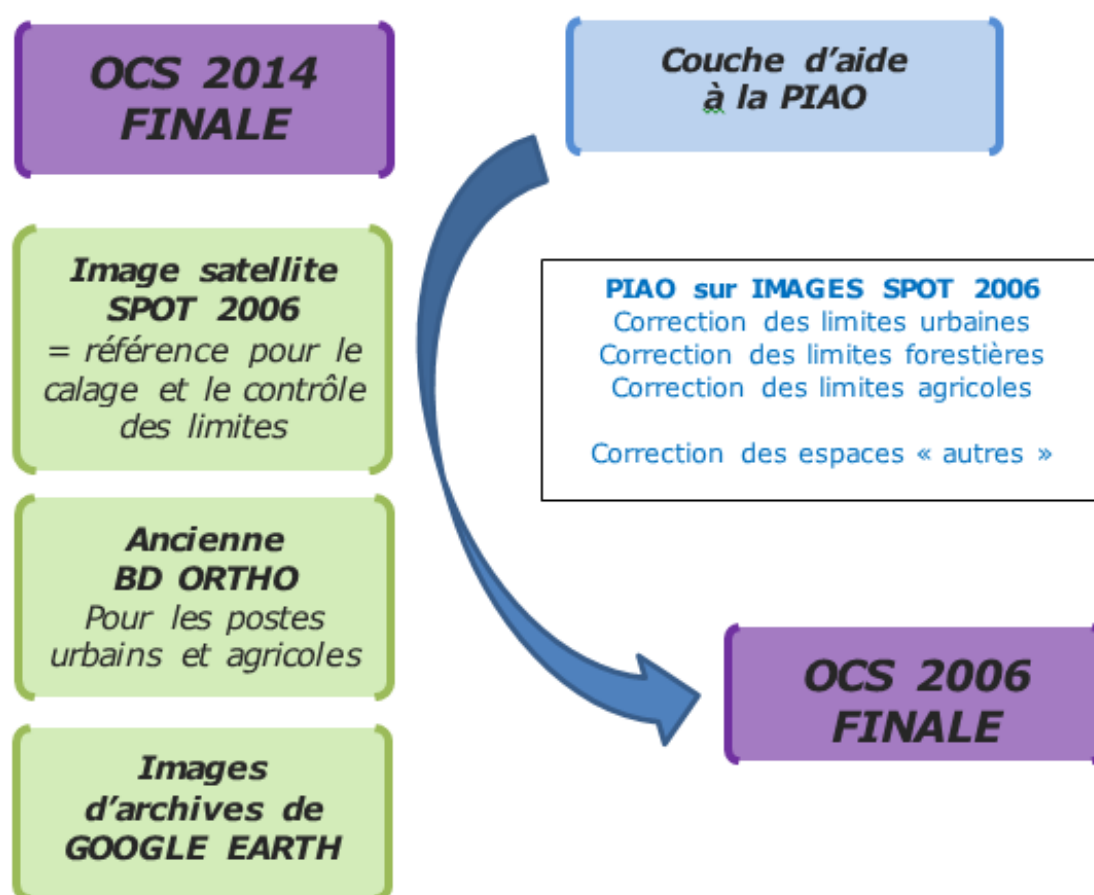 OCS 2014
FINALE
Image satellite
SPOT 2006
= référence pour le
calage et le contrôle
des limites
Ancienne
BD ORTHO
Pour les postes
urbains et agricoles
Images
d'archives de
GOOGLE EARTH
Couche d'aide
à la PIAO
PIAO sur IMAGES SPOT 2006
Correction des limites urbaines
Correction des limites forestières
Correction des limites agricoles
Correction des espaces « autres »
OCS 2006
FINALE